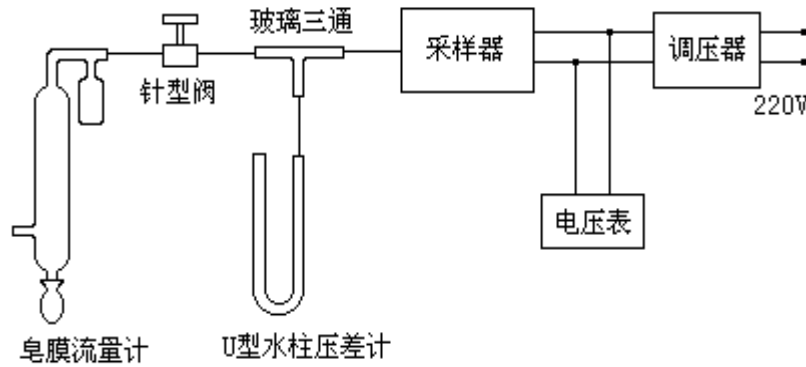 玻璃三通
采样器
调压器
针型阀
220V
电压表
皂膜流量计
U型水柱压差计